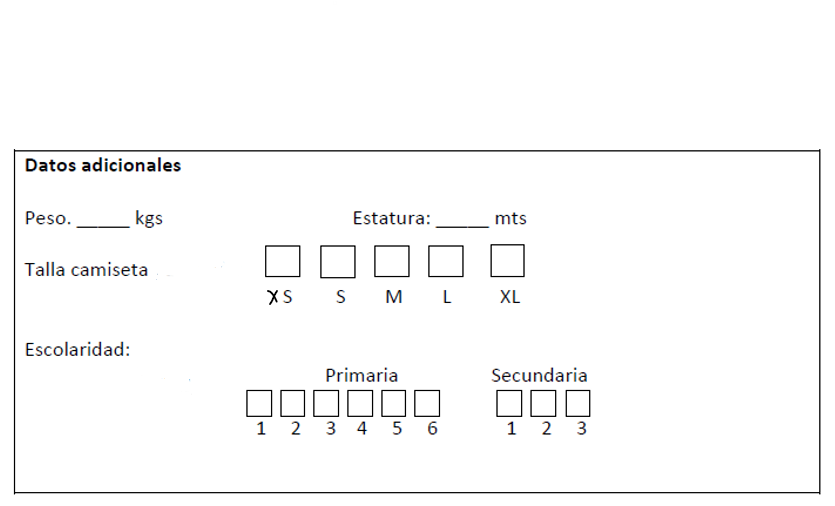 Datos adicionales
Peso. _____ kgs Estatura: _____ mts
Talla camiseta
XS S M L XL
Escolaridad:
Primaria Secundaria
1 2 3 4 5 6 1 2 3